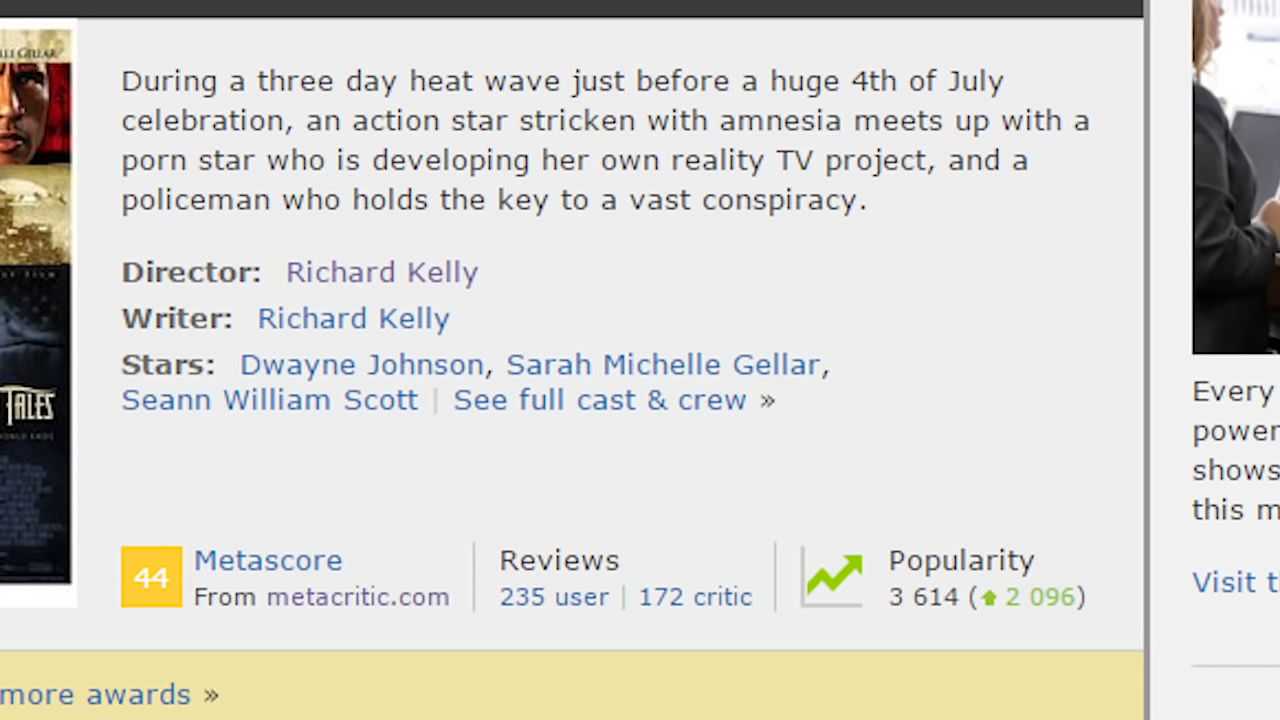 During a three day heat wave just before a huge 4th of July
celebration, an action star stricken with amnesia meets up with a
porn star who is developing her own reality TV project, and a
policeman who holds the key to a vast conspiracy.
Director: Richard Kelly
Writer: Richard Kelly
Stars: Dwayne Johnson, Sarah Michelle Gellar,
Seann William Scott | See full cast & crew »
44 Metascore
From metacritic.com
Reviews
235 user | 172 critic
Popularity
3 614 (2 096)
more awards »
GELLAR
TALES
Every
power
shows
this m
Visit t